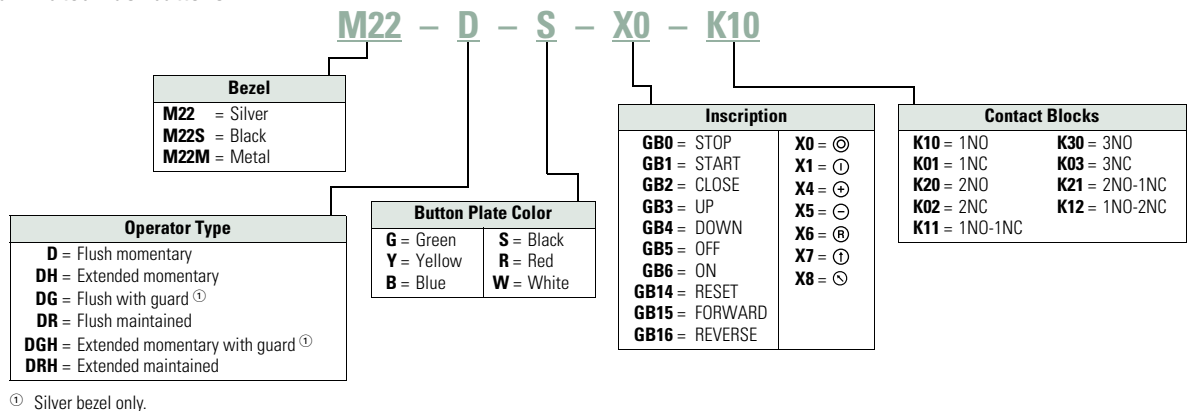 M22 – D – S – X0 – K10
Bezel
M22 = Silver
M22S = Black
M22M = Metal
Operator Type
D = Flush momentary
DH = Extended momentary
DG = Flush with guard ①
DR = Flush maintained
DGH = Extended momentary with guard ①
DRH = Extended maintained
Button Plate Color
G = Green
Y = Yellow
B = Blue
S = Black
R = Red
W = White
Inscription
GB0 = STOP
GB1 = START
GB2 = CLOSE
GB3 = UP
GB4 = DOWN
GB5 = OFF
GB6 = ON
GB14 = RESET
GB15 = FORWARD
GB16 = REVERSE
X0 = ◎
X1 = ⏼
X4 = ⊕
X5 = ⊖
X6 = Ⓡ
X7 = ①
X8 = ⦸
Contact Blocks
K10 = 1NO
K01 = 1NC
K20 = 2NO
K02 = 2NC
K11 = 1NO-1NC
K30 = 3NO
K03 = 3NC
K21 = 2NO-1NC
K12 = 1NO-2NC
① Silver bezel only.